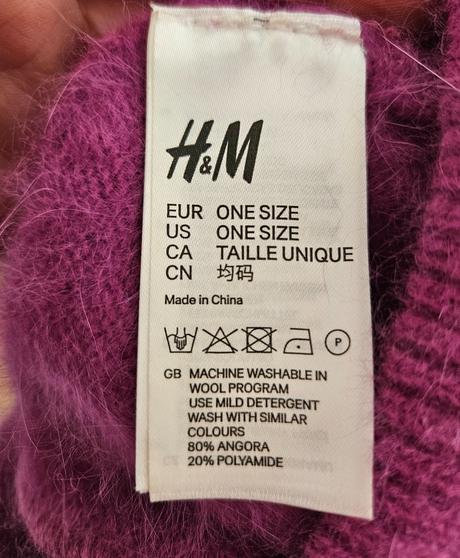 H&M
EUR ONE SIZE
US ONE SIZE
CA TAILLE UNIQUE
CN 均码
Made in China
P
GB MACHINE WASHABLE IN
WOOL PROGRAM
USE MILD DETERGENT
WASH WITH SIMILAR
COLOURS
80% ANGORA
20% POLYAMIDE